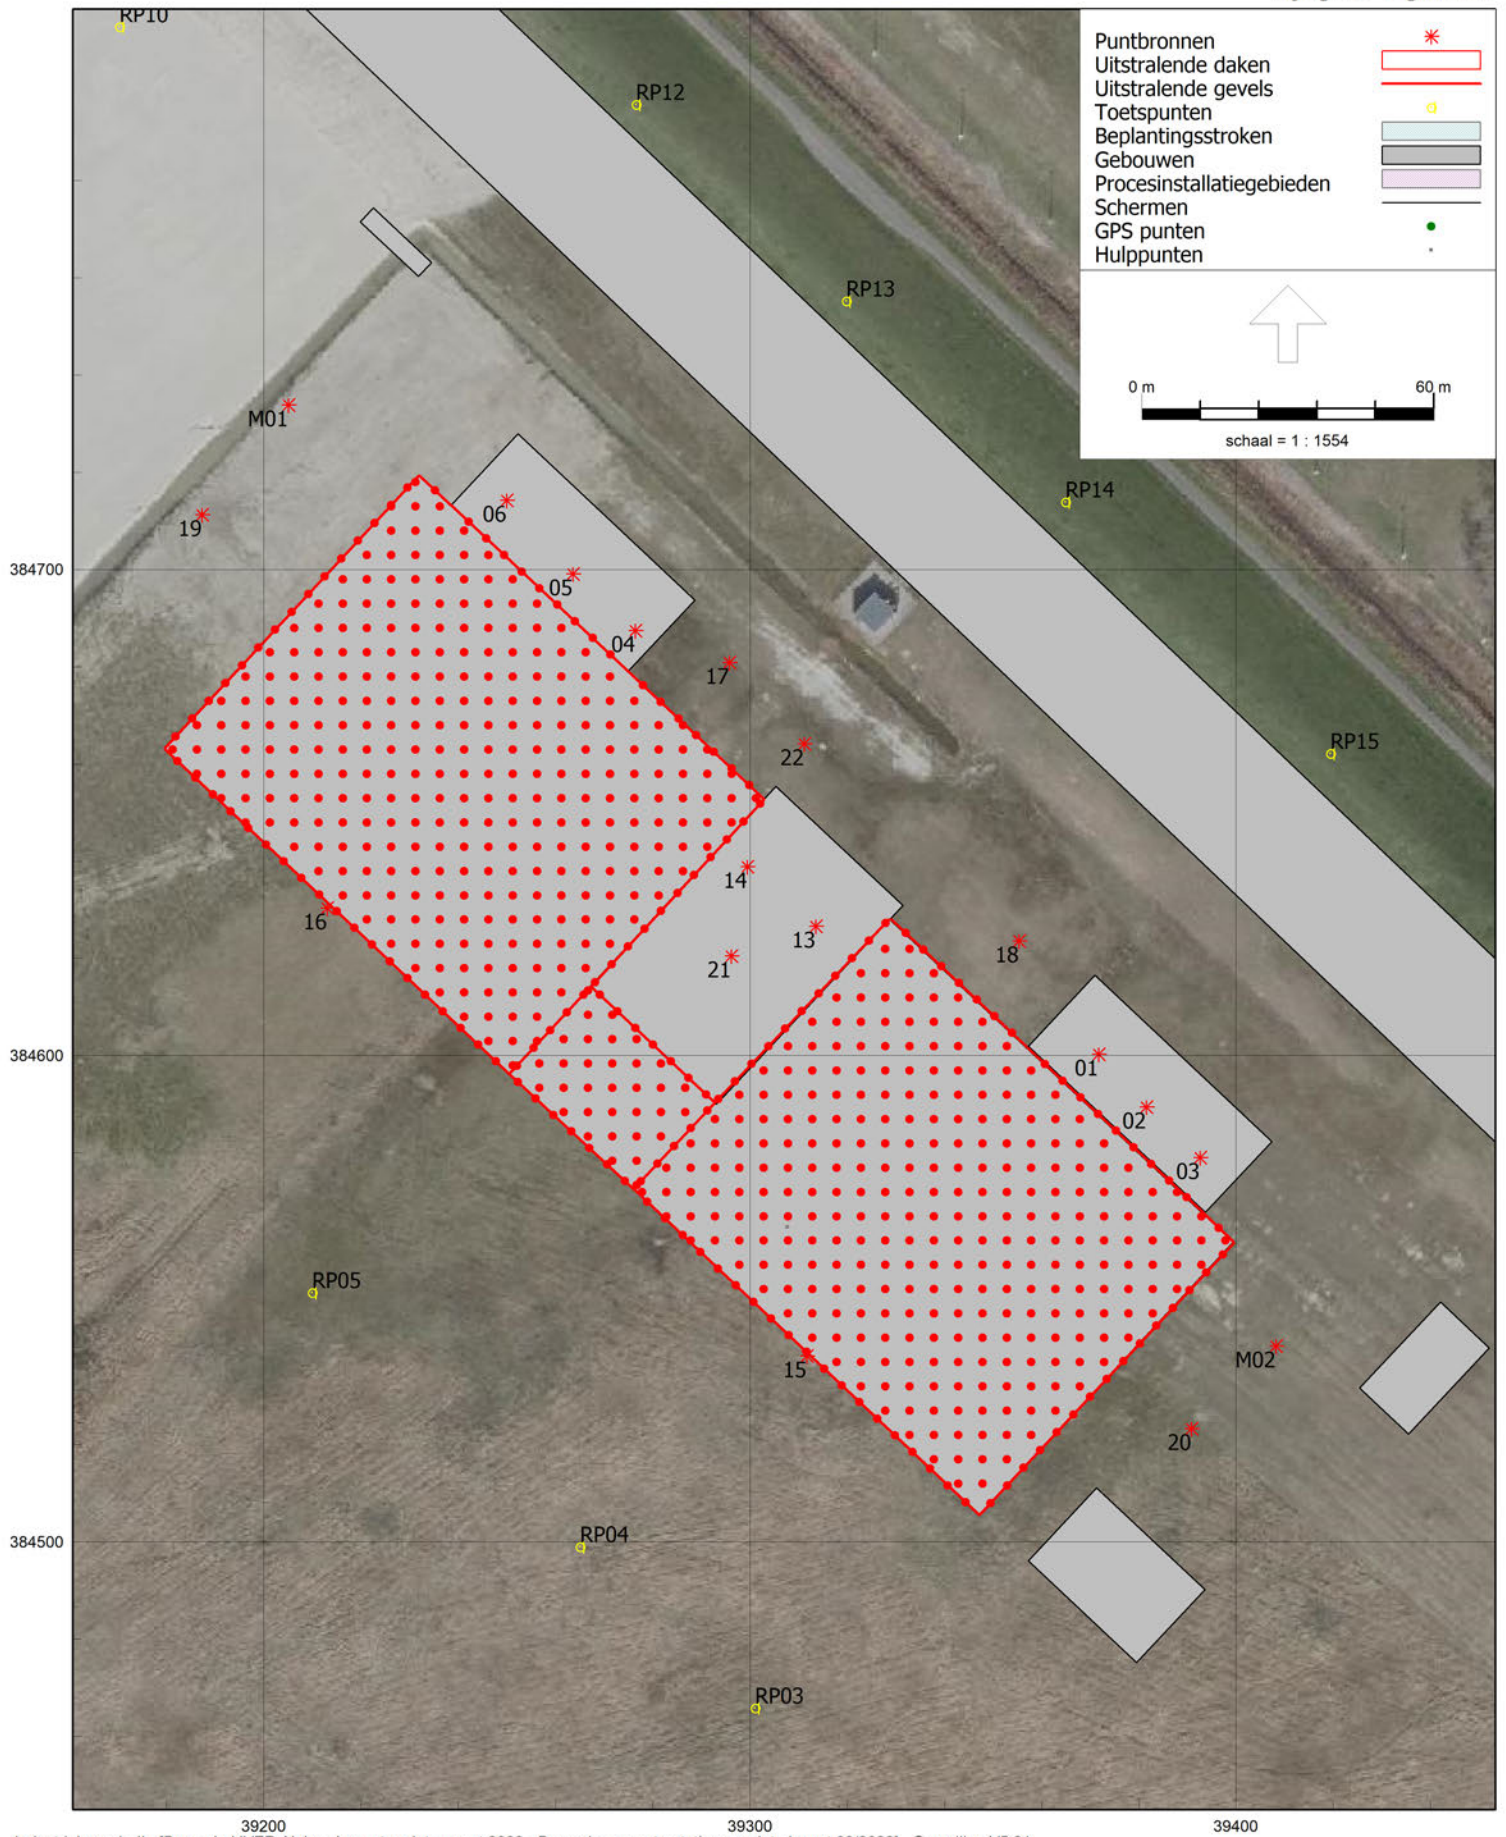 RP10
RP12
RP13
RP14
RP15
Puntbronnen
Uitstralende daken
Uitstralende gevels
Toetspunten
Beplantingsstroken
Gebouwen
Procesinstallatiegebieden
Schermen
GPS punten
Hulppunten
0 m 60 m
schaal = 1 : 1554
M01
19
06
05
04
17
22
14
13
21
16
18
01
02
03
RP05
15
M02
20
RP04
RP03
384700
384600
384500
39200 39300 39400